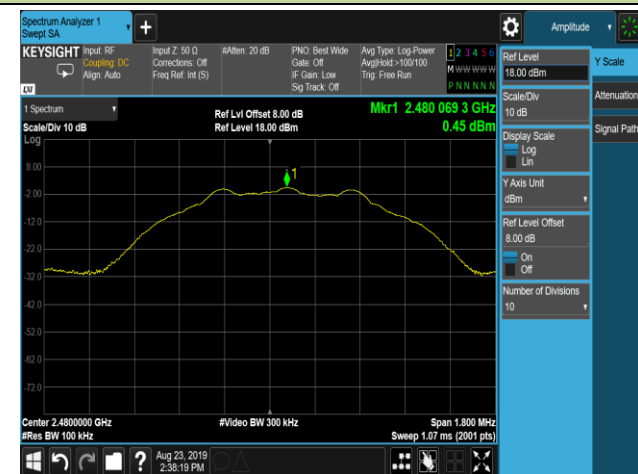 Spectrum Analyzer 1
Swept SA
+
Amplitude
KEYSIGHT Input: RF
Coupling: DC
Align: Auto
Input Z: 50 Ω
Corrections: Off
Freq Ref: Int (S)
#Atten: 20 dB
PNO: Best Wide
Gate: Off
IF Gain: Low
Sig Track: Off
Avg Type: Log-Power
Avg|Hold:>100/100
Trig: Free Run
1 2 3 4 5 6
M W W W W W
P N N N N N
LXI
1 Spectrum
Scale/Div 10 dB
Log
Ref Lvl Offset 8.00 dB
Ref Level 18.00 dBm
Mkr1 2.480 069 3 GHz
0.45 dBm
1
8.00
-2.00
-12.0
-22.0
-32.0
-42.0
-52.0
-62.0
-72.0
Center 2.4800000 GHz
#Res BW 100 kHz
#Video BW 300 kHz
Span 1.800 MHz
Sweep 1.07 ms (2001 pts)
Ref Level
18.00 dBm
Scale/Div
10 dB
Display Scale
Log
Lin
Y Axis Unit
dBm
Ref Level Offset
8.00 dB
On
Off
Number of Divisions
10
Y Scale
Attenuation
Signal Path
?
Aug 23, 2019
2:38:19 PM